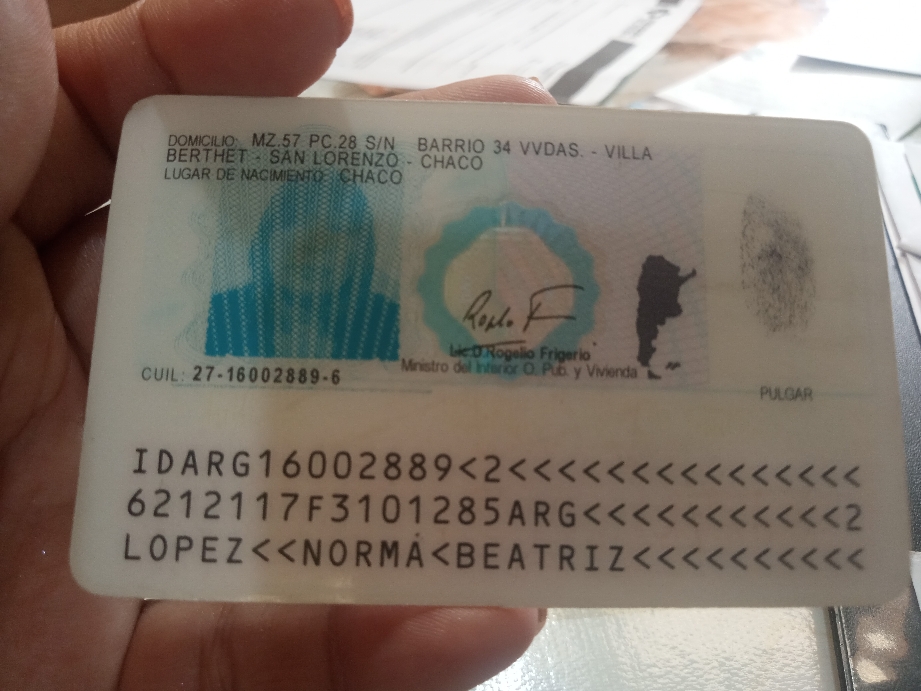 DOMICILIO: MZ.57 PC.28 S/N BARRIO 34 VVDAS. - VILLA
BERTHET - SAN LORENZO - CHACO
LUGAR DE NACIMIENTO: CHACO
Lic.D Rogelio Frigerio
Ministro del Interior O. Pub. y Vivienda
CUIL: 27-16002889-6
PULGAR
IDARG16002889<2<<<<<<<<<<<<<<<
6212117F3101285ARG<<<<<<<<<<<2
LOPEZ<<NORMA<BEATRIZ<<<<<<<<<<